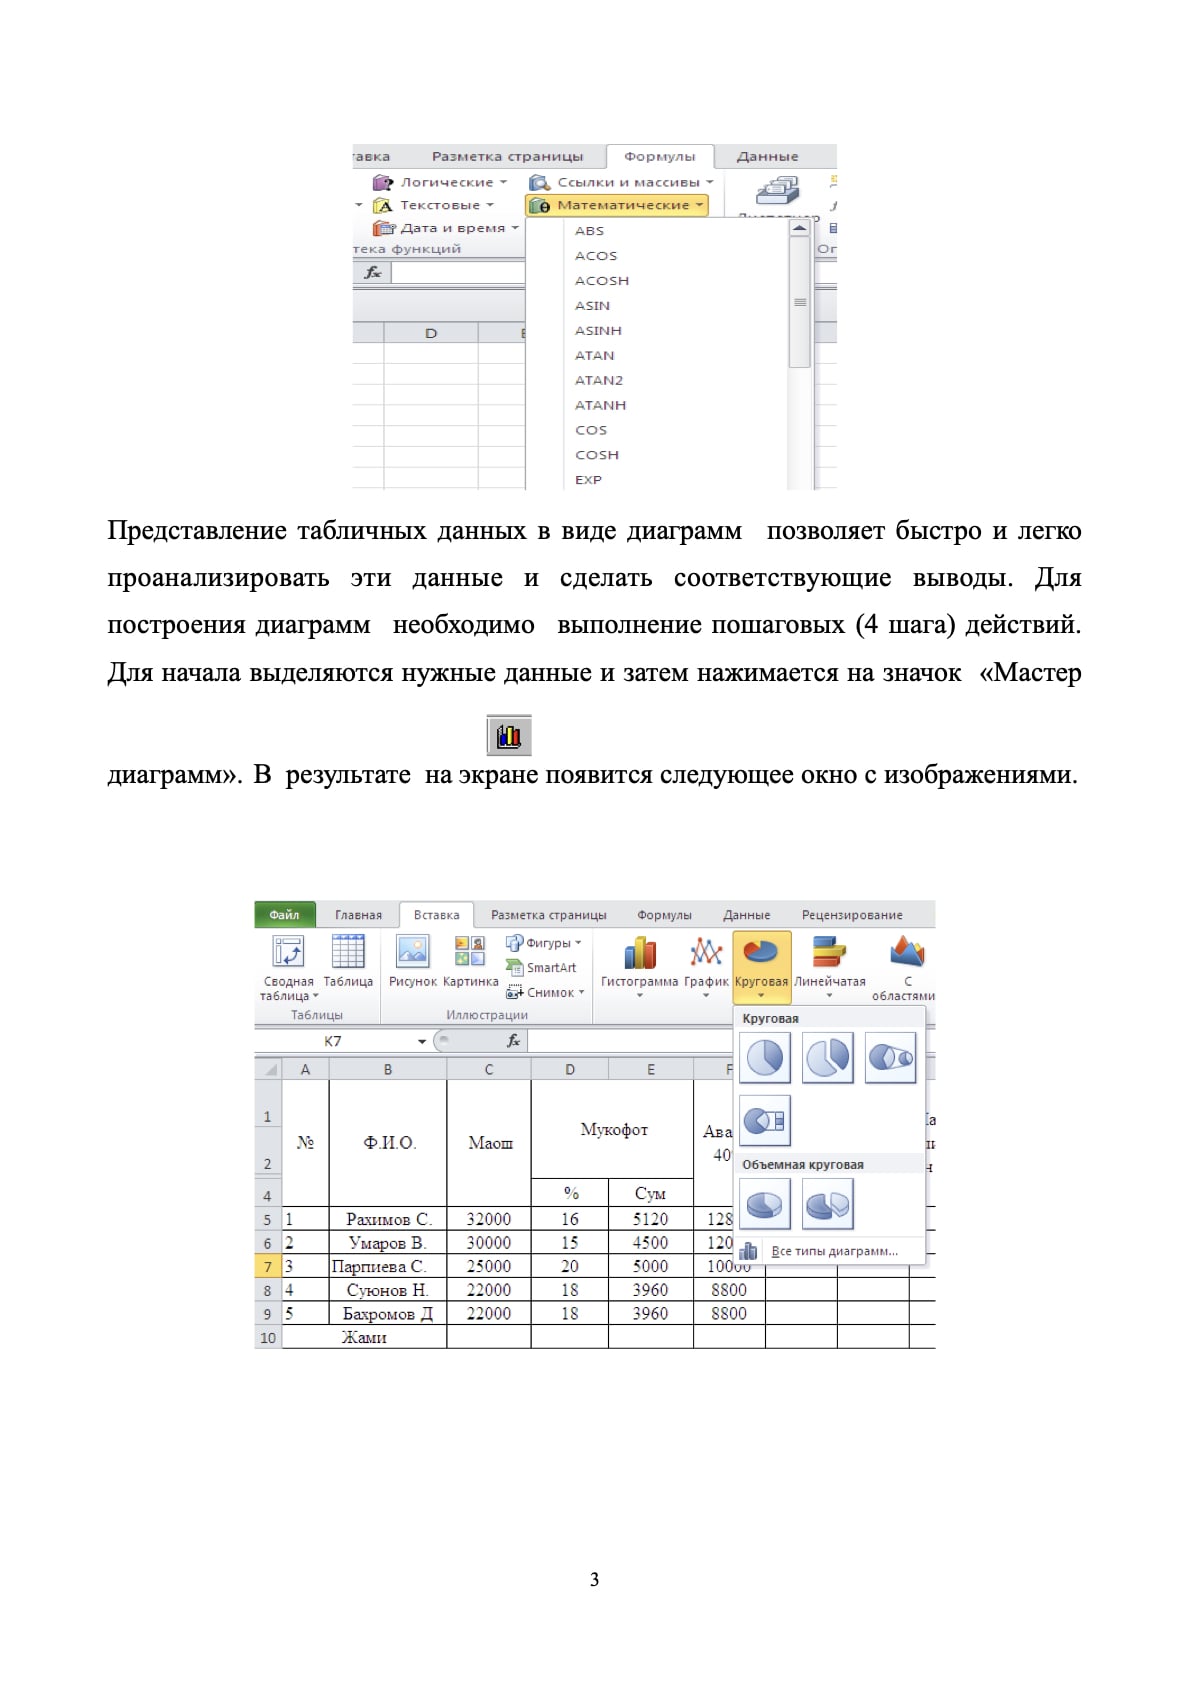 тавка Разметка страницы Формулы Данные
Логические Ссылки и массивы
Текстовые Математические
Дата и время
тека функций
fx
D
ABS
ACOS
ACOSH
ASIN
ASINH
ATAN
ATAN2
ATANH
COS
COSH
EXP
Представление табличных данных в виде диаграмм позволяет быстро и легко
проанализировать эти данные и сделать соответствующие выводы. Для
построения диаграмм необходимо выполнение пошаговых (4 шага) действий.
Для начала выделяются нужные данные и затем нажимается на значок «Мастер
диаграмм». В результате на экране появится следующее окно с изображениями.
Файл Главная Вставка Разметка страницы Формулы Данные Рецензирование
Сводная таблица Таблица Рисунок Картинка Фигуры SmartArt Снимок Гистограмма График Круговая Линейчатая С областями
Таблицы Иллюстрации
Круговая
K7 fx
A B C D E F
1
2
4
№ Ф.И.О. Маош Мукофот Ава
40
% Сум
Объемная круговая
5 1 Рахимов С. 32000 16 5120 128
6 2 Умаров В. 30000 15 4500 120
Все типы диаграмм...
7 3 Парпиева С. 25000 20 5000 10000
8 4 Суюнов Н. 22000 18 3960 8800
9 5 Бахромов Д 22000 18 3960 8800
10 Жами
3